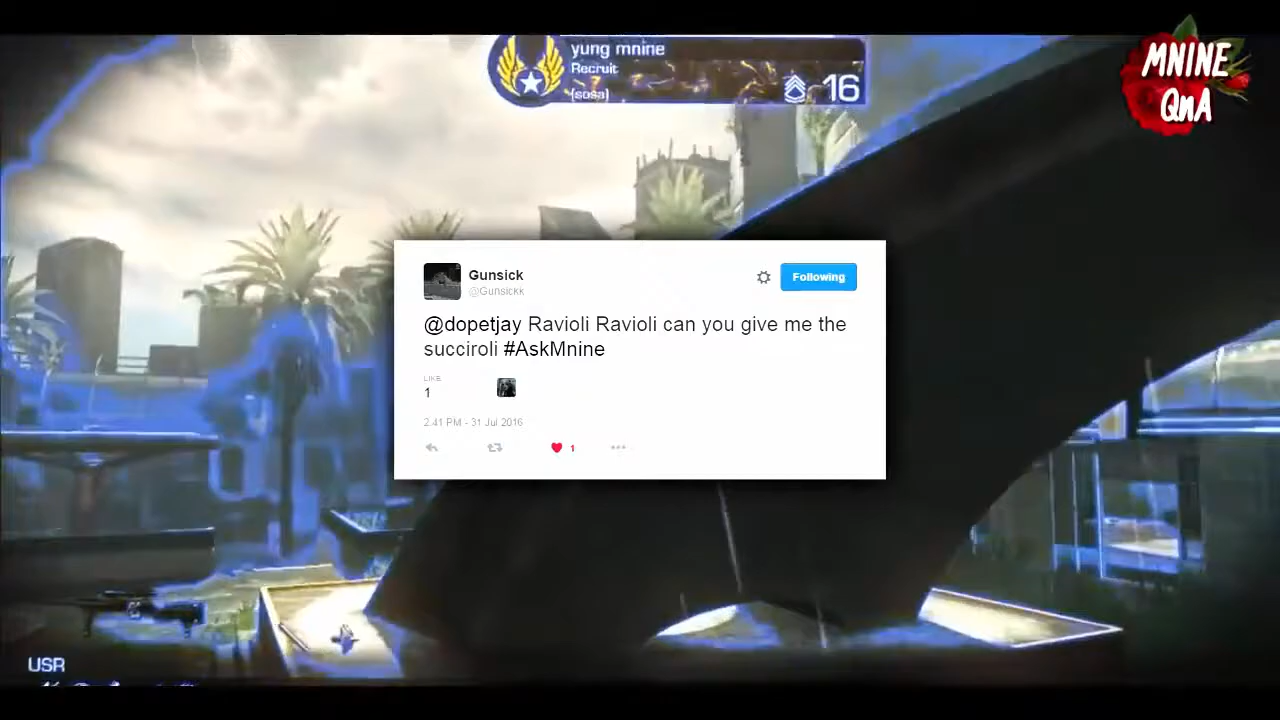 yung mnine
Recruit
[sosa]
16
MNINE
QnA
Gunsick
@Gunsickk
Following
@dopetjay Ravioli Ravioli can you give me the
succiroli #AskMnine
LIKE
1
2:41 PM - 31 Jul 2016
1
USR